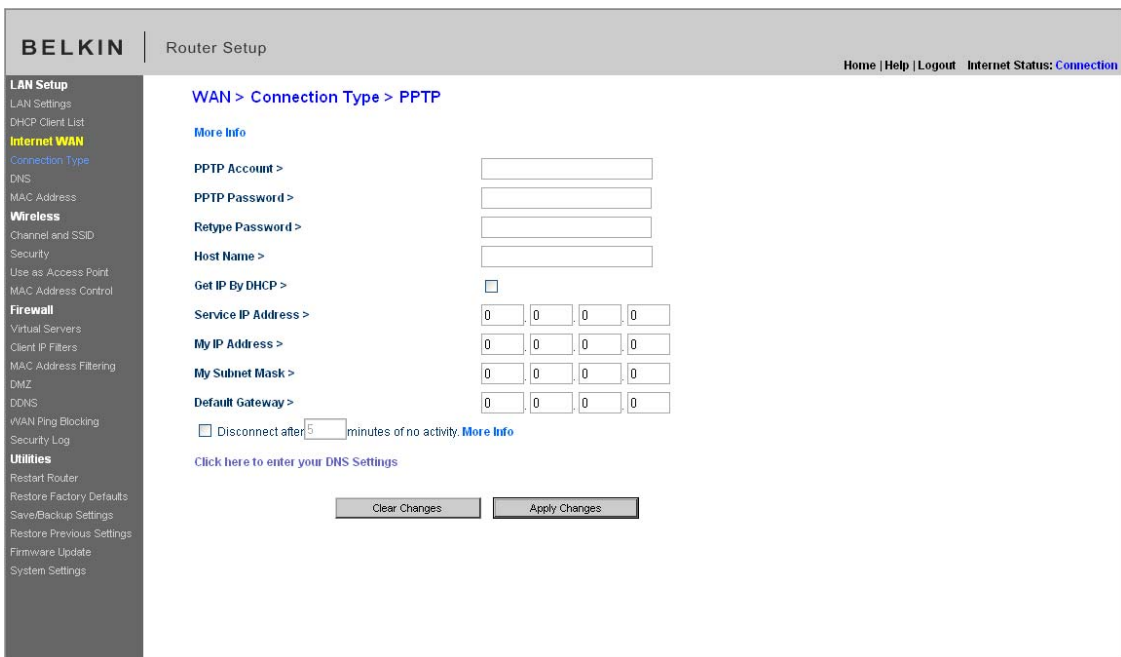 BELKIN
Router Setup
Home | Help | Logout Internet Status: Connection
LAN Setup
LAN Settings
DHCP Client List
Internet WAN
Connection Type
DNS
MAC Address
Wireless
Channel and SSID
Security
Use as Access Point
MAC Address Control
Firewall
Virtual Servers
Client IP Filters
MAC Address Filtering
DMZ
DDNS
WAN Ping Blocking
Security Log
Utilities
Restart Router
Restore Factory Defaults
Save/Backup Settings
Restore Previous Settings
Firmware Update
System Settings
WAN > Connection Type > PPTP
More Info
PPTP Account >
PPTP Password >
Retype Password >
Host Name >
Get IP By DHCP >
Service IP Address > 0 . 0 . 0 . 0
My IP Address > 0 . 0 . 0 . 0
My Subnet Mask > 0 . 0 . 0 . 0
Default Gateway > 0 . 0 . 0 . 0
Disconnect after 5 minutes of no activity. More Info
Click here to enter your DNS Settings
Clear Changes Apply Changes